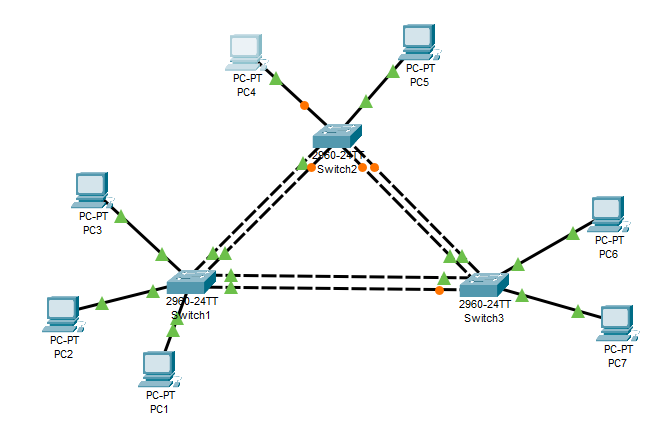 PC-PT
PC4
PC-PT
PC5
2960-24TT
Switch2
PC-PT
PC3
PC-PT
PC6
2960-24TT
Switch1
2960-24TT
Switch3
PC-PT
PC2
PC-PT
PC7
PC-PT
PC1